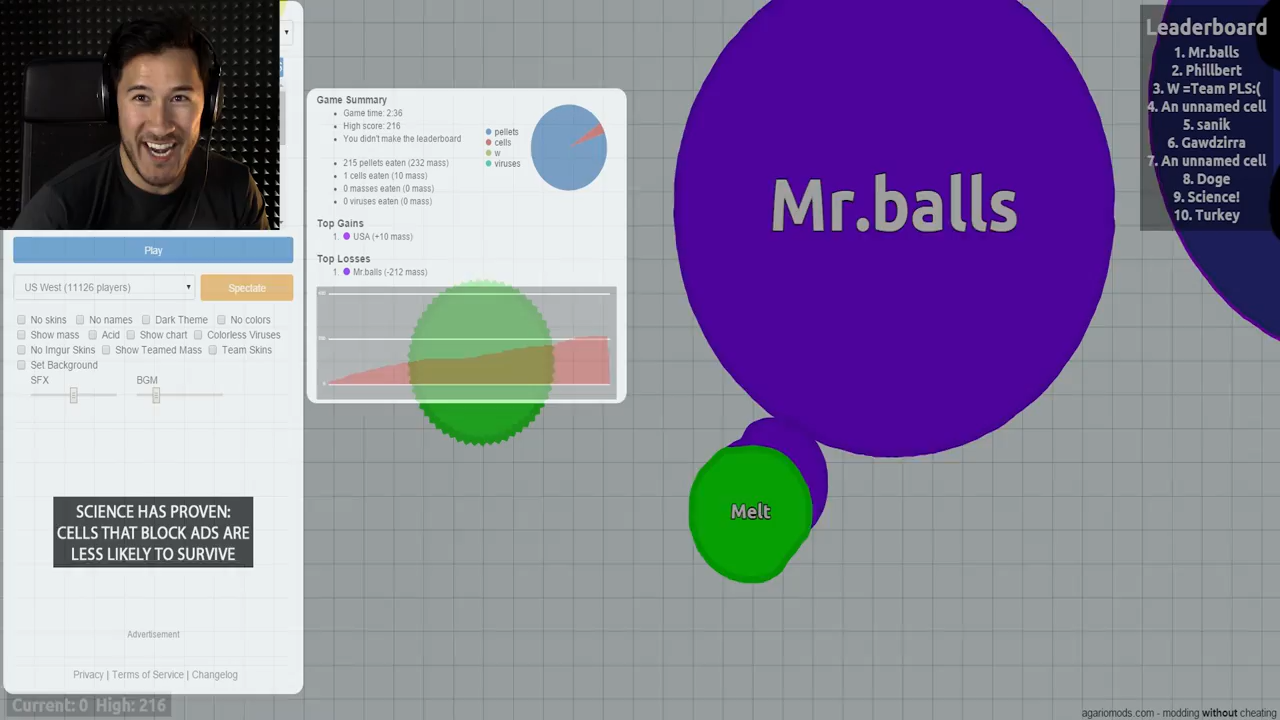 Game Summary
Game time: 2:36
High score: 216
You didn't make the leaderboard
215 pellets eaten (232 mass)
1 cells eaten (10 mass)
0 masses eaten (0 mass)
0 viruses eaten (0 mass)
pellets
cells
w
viruses
Top Gains
1. USA (+10 mass)
Top Losses
1. Mr.balls (-212 mass)
Play
US West (11126 players)
Spectate
No skins No names Dark Theme No colors
Show mass Acid Show chart Colorless Viruses
No Imgur Skins Show Teamed Mass Team Skins
Set Background
SFX BGM
SCIENCE HAS PROVEN:
CELLS THAT BLOCK ADS ARE
LESS LIKELY TO SURVIVE
Advertisement
Privacy | Terms of Service | Changelog
Current: 0 High: 216
Mr.balls
Melt
Leaderboard
1. Mr.balls
2. Phillbert
3. W =Team PLS:(
4. An unnamed cell
5. sanik
6. Gawdzirra
7. An unnamed cell
8. Doge
9. Science!
10. Turkey
agariomods.com - modding without cheating